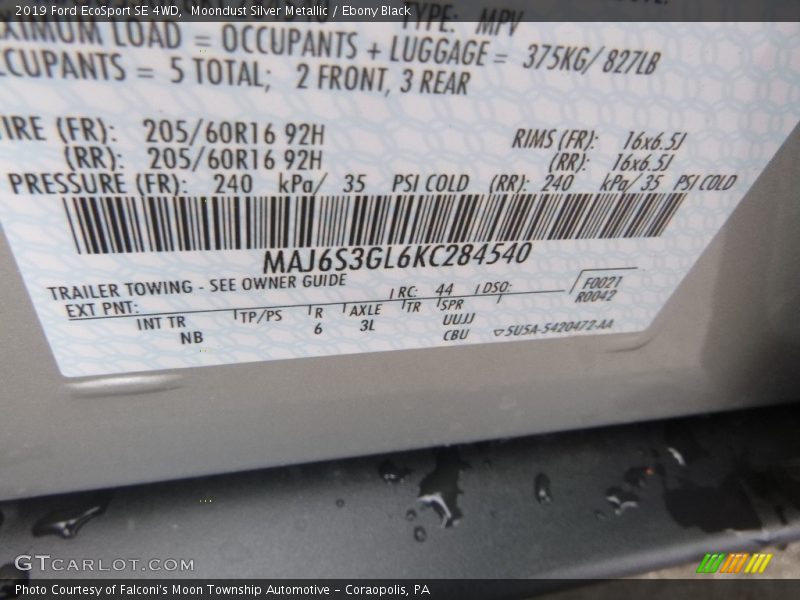 2019 Ford EcoSport SE 4WD, Moondust Silver Metallic / Ebony Black
TYPE: MPV
MAXIMUM LOAD = OCCUPANTS + LUGGAGE = 375KG/ 827LB
OCCUPANTS = 5 TOTAL; 2 FRONT, 3 REAR
TIRE (FR): 205/60R16 92H RIMS (FR): 16x6.5J
(RR): 205/60R16 92H (RR): 16x6.5J
PRESSURE (FR): 240 kPa/ 35 PSI COLD (RR): 240 kPa/ 35 PSI COLD
MAJ6S3GL6KC284540
TRAILER TOWING - SEE OWNER GUIDE
EXT PNT: RC: 44 DSO: F0021
R0042
INT TR TP/PS R AXLE TR SPR
NB 6 3L UUJJ
CBU
5U5A-5420472-AA
GTCARLOT.COM
Photo Courtesy of Falconi's Moon Township Automotive – Coraopolis, PA